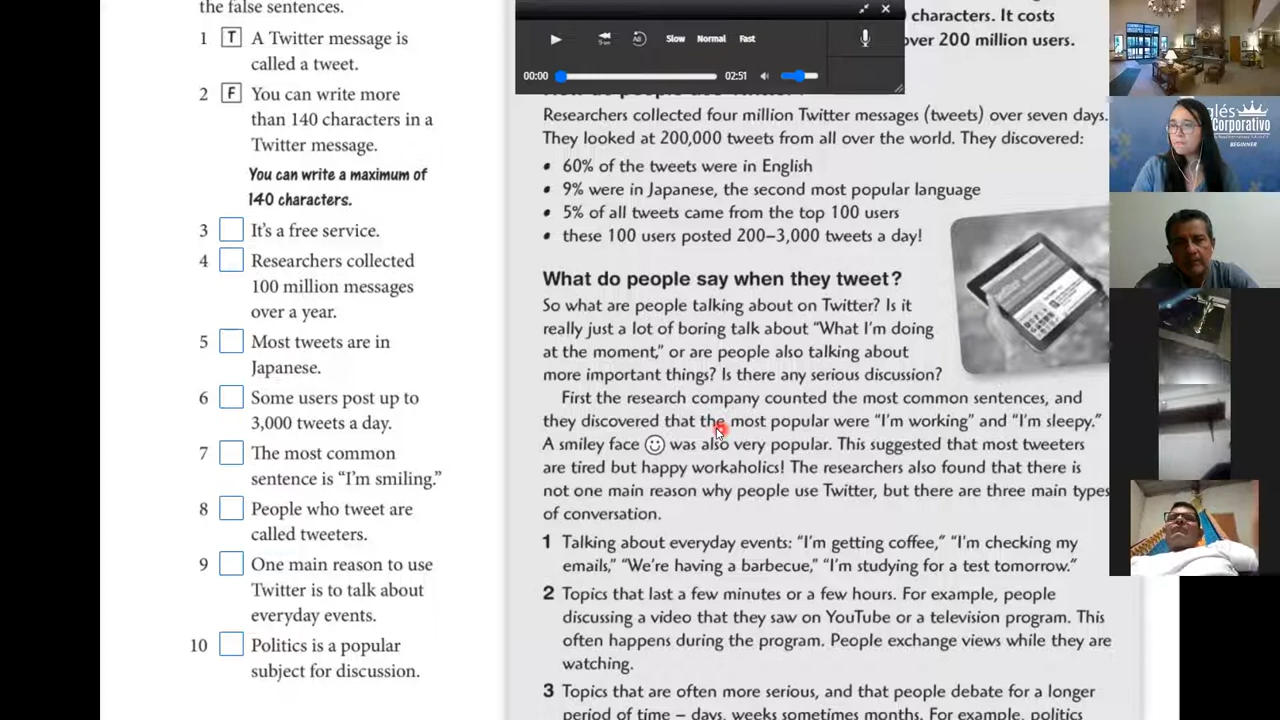 the false sentences.
1 T A Twitter message is
called a tweet.
2 F You can write more
than 140 characters in a
Twitter message.
You can write a maximum of
140 characters.
3 It's a free service.
4 Researchers collected
100 million messages
over a year.
5 Most tweets are in
Japanese.
6 Some users post up to
3,000 tweets a day.
7 The most common
sentence is "I'm smiling."
8 People who tweet are
called tweeters.
9 One main reason to use
Twitter is to talk about
everyday events.
10 Politics is a popular
subject for discussion.
Slow Normal Fast
00:00 02:51
characters. It costs
over 200 million users.
Researchers collected four million Twitter messages (tweets) over seven days.
They looked at 200,000 tweets from all over the world. They discovered:
• 60% of the tweets were in English
• 9% were in Japanese, the second most popular language
• 5% of all tweets came from the top 100 users
• these 100 users posted 200–3,000 tweets a day!
What do people say when they tweet?
So what are people talking about on Twitter? Is it
really just a lot of boring talk about "What I'm doing
at the moment," or are people also talking about
more important things? Is there any serious discussion?
First the research company counted the most common sentences, and
they discovered that the most popular were "I'm working" and "I'm sleepy."
A smiley face ☺ was also very popular. This suggested that most tweeters
are tired but happy workaholics! The researchers also found that there is
not one main reason why people use Twitter, but there are three main types
of conversation.
1 Talking about everyday events: "I'm getting coffee," "I'm checking my
emails," "We're having a barbecue," "I'm studying for a test tomorrow."
2 Topics that last a few minutes or a few hours. For example, people
discussing a video that they saw on YouTube or a television program. This
often happens during the program. People exchange views while they are
watching.
3 Topics that are often more serious, and that people debate for a longer
period of time – days, weeks sometimes months. For example, politics
glés
Corporativo
BEGINNER